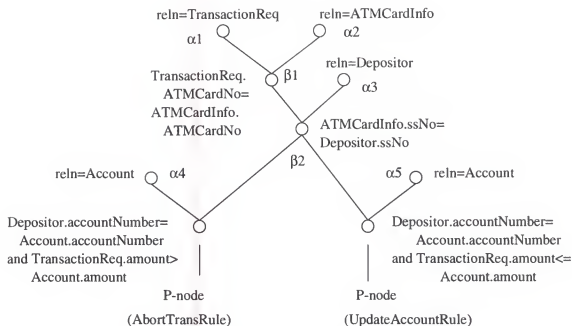 reln=TransactionReq
reln=ATMCardInfo
α1
α2
reln=Depositor
TransactionReq.
β1
α3
ATMCardNo=
ATMCardInfo.
ATMCardNo
ATMCardInfo.ssNo=
Depositor.ssNo
β2
α4
α5
reln=Account
reln=Account
Depositor.accountNumber=
Account.accountNumber
and TransactionReq.amount>
Account.amount
Depositor.accountNumber=
Account.accountNumber
and TransactionReq.amount<=
Account.amount
P-node
(AbortTransRule)
P-node
(UpdateAccountRule)